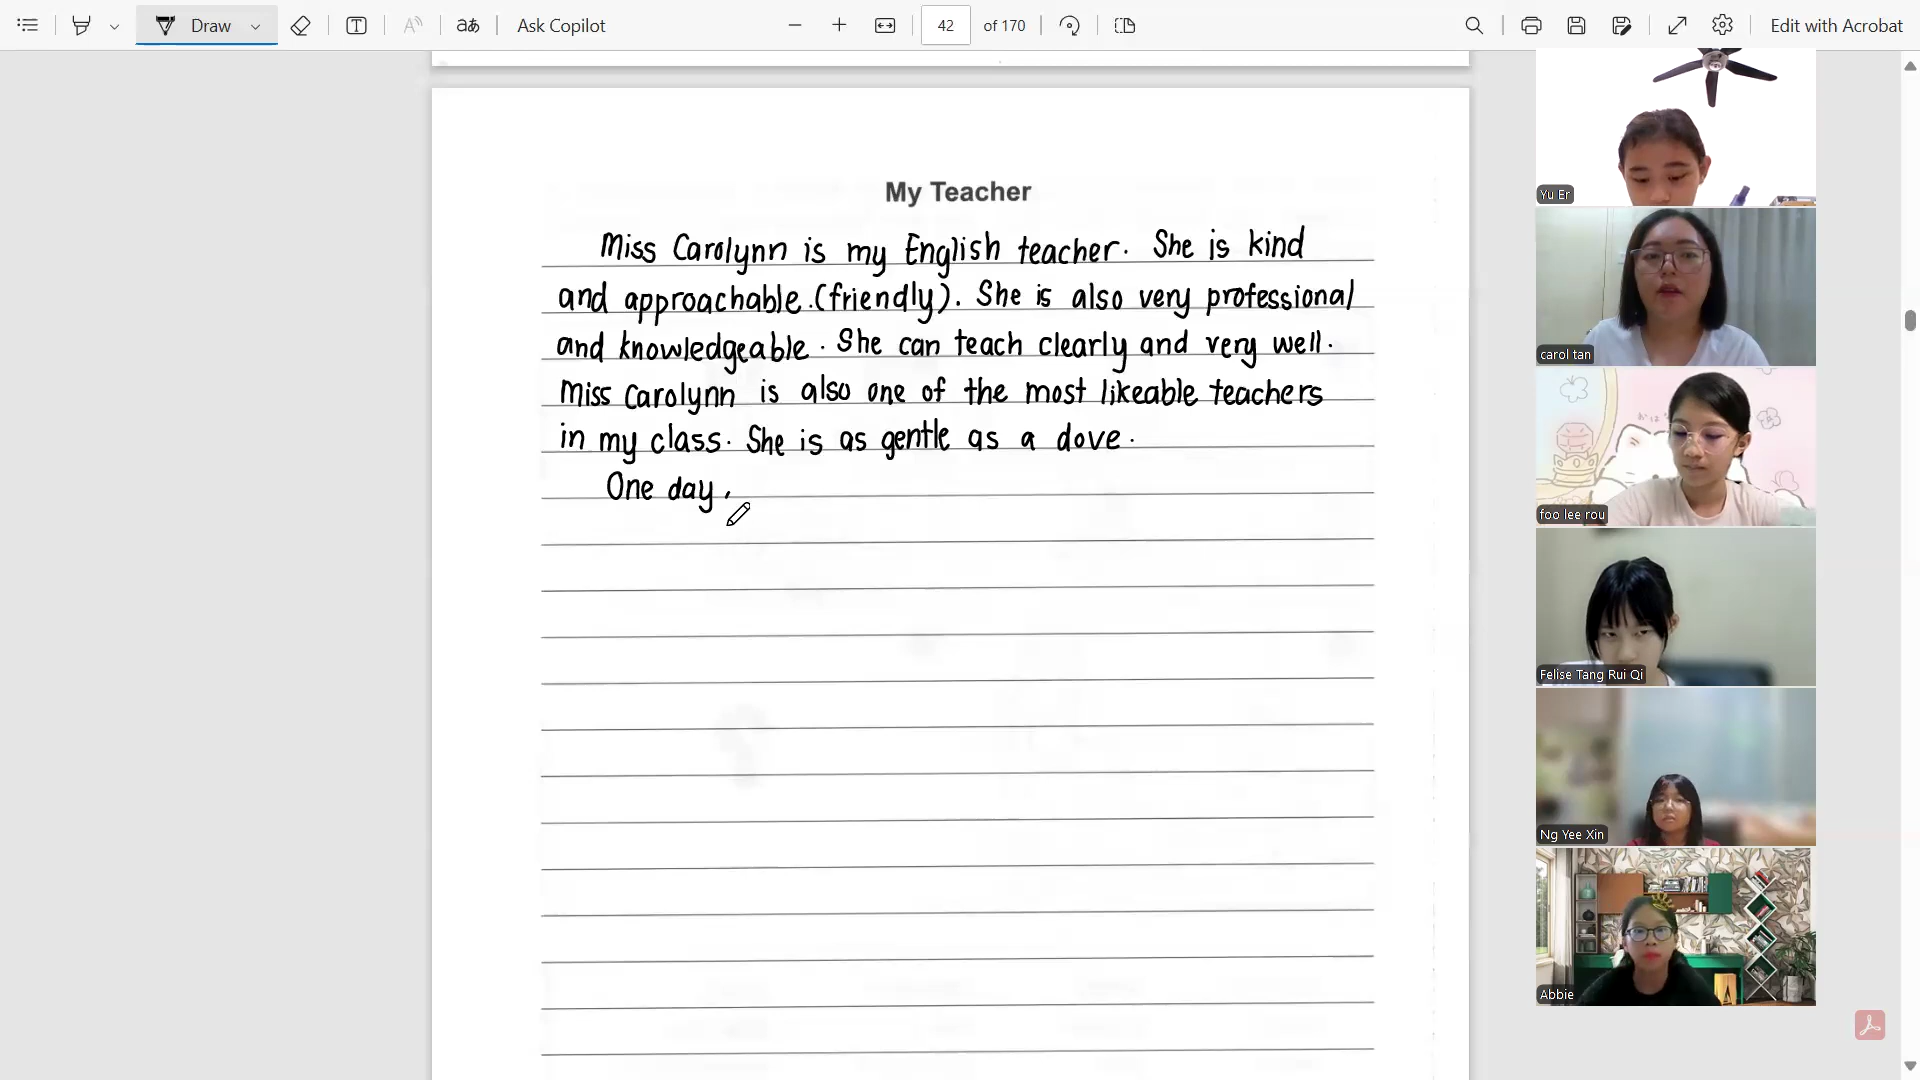 Draw
Ask Copilot
42 of 170
Edit with Acrobat
My Teacher
Miss Carolynn is my English teacher. She is kind
and approachable.(friendly). She is also very professional
and knowledgeable. She can teach clearly and very well.
Miss Carolynn is also one of the most likeable teachers
in my class. She is as gentle as a dove.
One day,
Yu Er
carol tan
foo lee rou
Felise Tang Rui Qi
Ng Yee Xin
Abbie